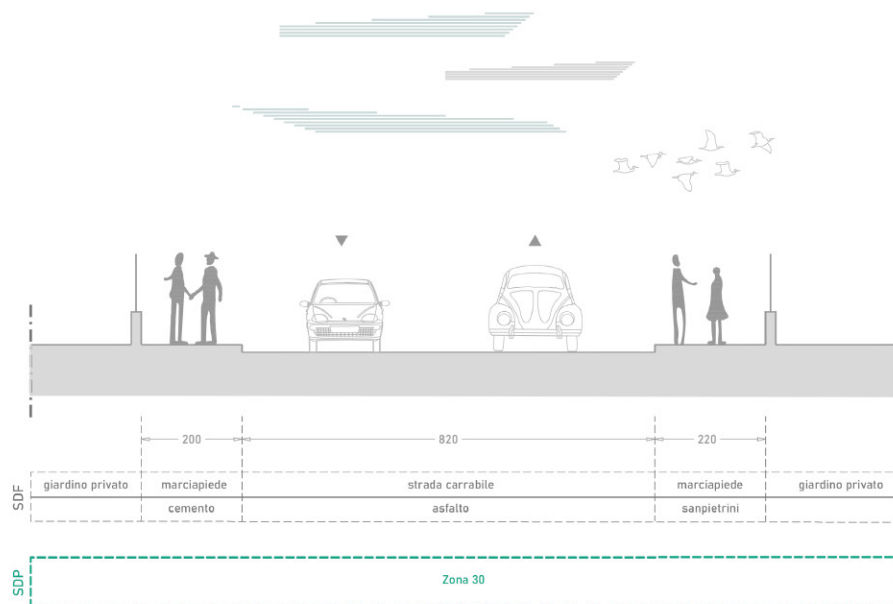 200 820 220
SDF
giardino privato marciapiede strada carrabile marciapiede giardino privato
cemento asfalto sanpietrini
SDP
Zona 30